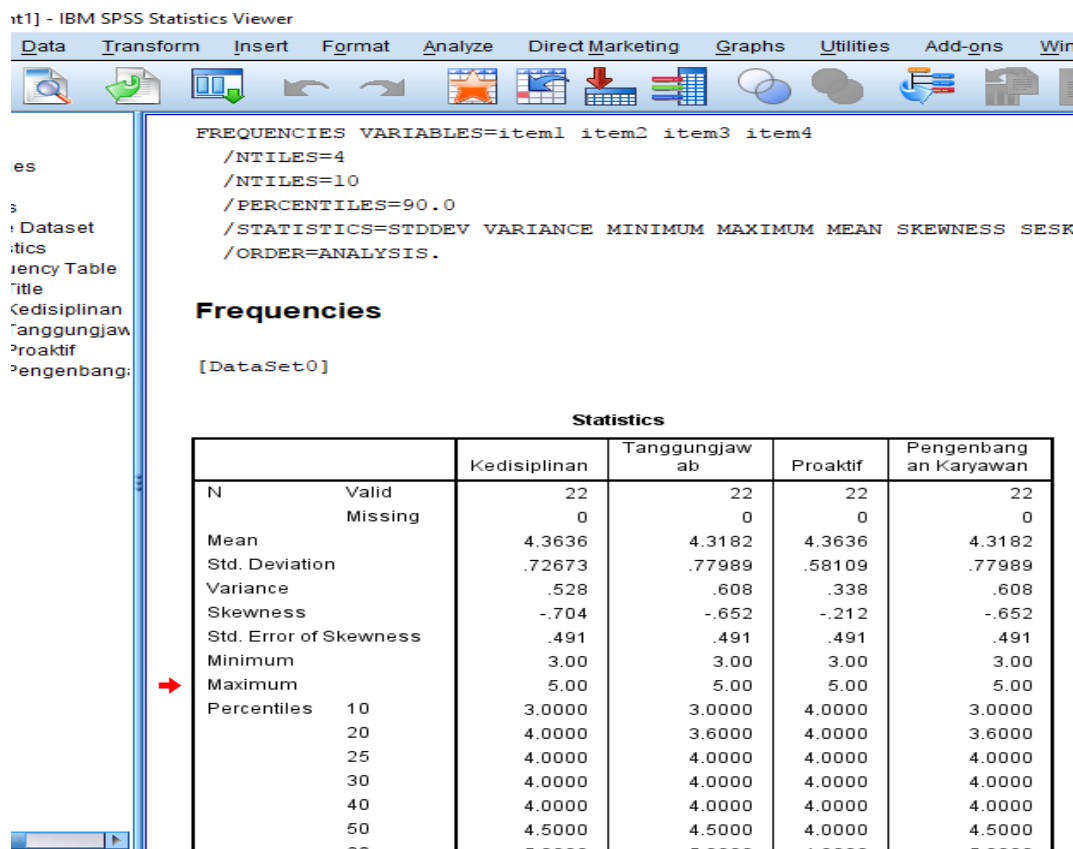 nt1] - IBM SPSS Statistics Viewer
Data Transform Insert Format Analyze Direct Marketing Graphs Utilities Add-ons Win
es
s
Dataset
stics
uency Table
Title
Kedisiplinan
Tanggungjaw
Proaktif
Pengenbang
FREQUENCIES VARIABLES=item1 item2 item3 item4
/NTILES=4
/NTILES=10
/PERCENTILES=90.0
/STATISTICS=STDDEV VARIANCE MINIMUM MAXIMUM MEAN SKEWNESS SESK
/ORDER=ANALYSIS.
Frequencies
[DataSet0]
Statistics
Kedisiplinan Tanggungjaw Proaktif Pengenbang
ab an Karyawan
N Valid 22 22 22 22
Missing 0 0 0 0
Mean 4.3636 4.3182 4.3636 4.3182
Std. Deviation .72673 .77989 .58109 .77989
Variance .528 .608 .338 .608
Skewness -.704 -.652 -.212 -.652
Std. Error of Skewness .491 .491 .491 .491
Minimum 3.00 3.00 3.00 3.00
Maximum 5.00 5.00 5.00 5.00
Percentiles 10 3.0000 3.0000 4.0000 3.0000
20 4.0000 3.6000 4.0000 3.6000
25 4.0000 4.0000 4.0000 4.0000
30 4.0000 4.0000 4.0000 4.0000
40 4.0000 4.0000 4.0000 4.0000
50 4.5000 4.5000 4.0000 4.5000